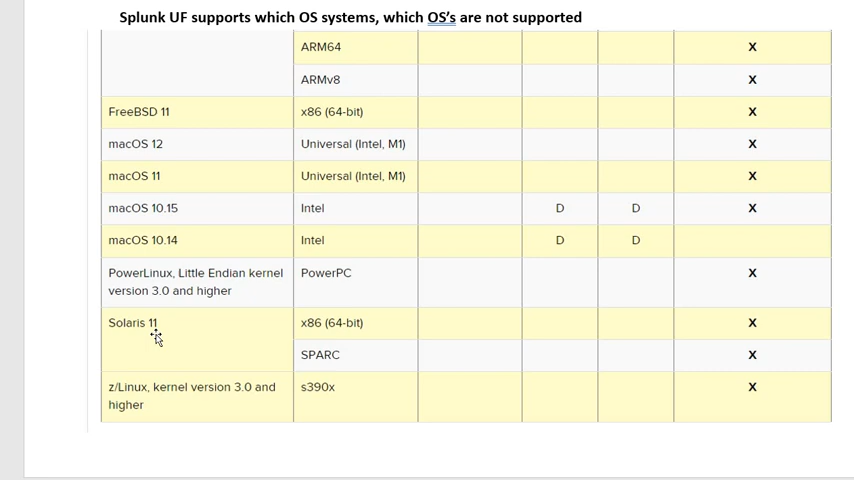 Splunk UF supports which OS systems, which OS's are not supported
ARM64 X
ARMv8 X
FreeBSD 11 x86 (64-bit) X
macOS 12 Universal (Intel, M1) X
macOS 11 Universal (Intel, M1) X
macOS 10.15 Intel D D X
macOS 10.14 Intel D D
PowerLinux, Little Endian kernel PowerPC X
version 3.0 and higher
Solaris 11 x86 (64-bit) X
SPARC X
z/Linux, kernel version 3.0 and s390x X
higher